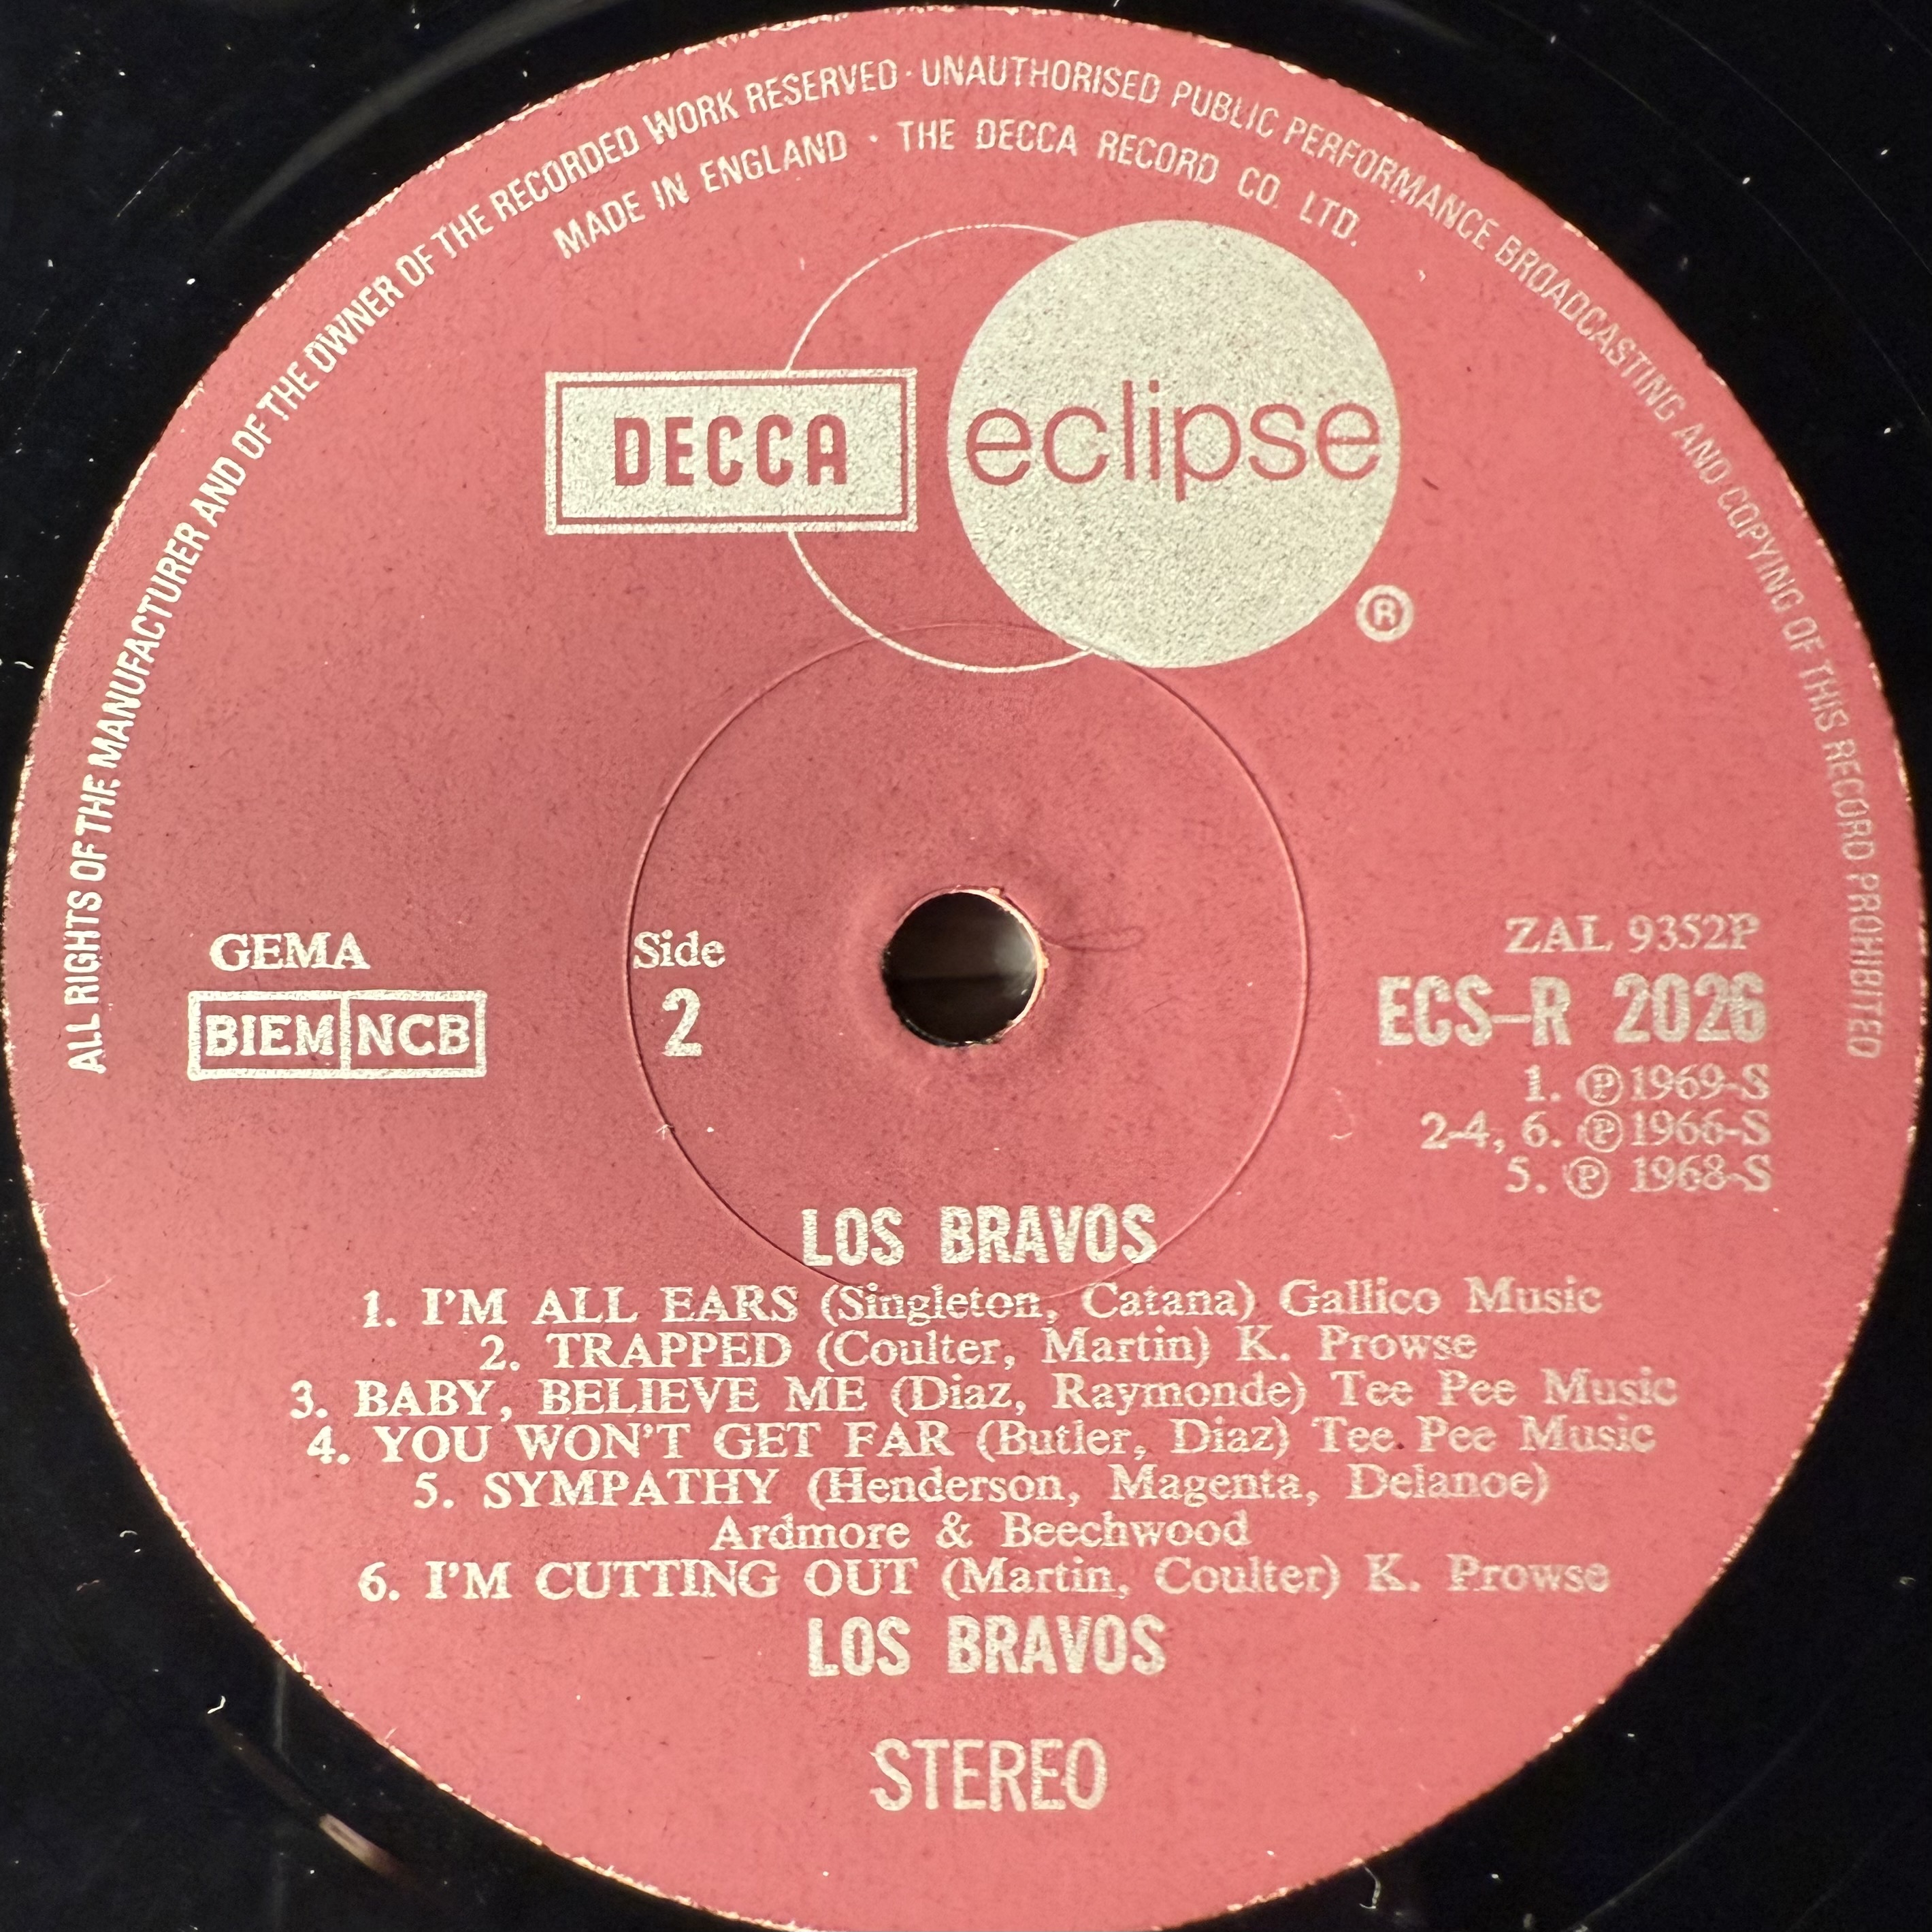 ALL RIGHTS OF THE MANUFACTURER AND OF THE OWNER OF THE RECORDED WORK RESERVED · UNAUTHORISED PUBLIC PERFORMANCE BROADCASTING AND COPYING OF THIS RECORD PROHIBITED
MADE IN ENGLAND · THE DECCA RECORD CO. LTD.
DECCA eclipse
®
GEMA
BIEM NCB
Side
2
ZAL 9352P
ECS–R 2026
1. ℗ 1969-S
2-4, 6. ℗ 1966-S
5. ℗ 1968-S
LOS BRAVOS
1. I'M ALL EARS (Singleton, Catana) Gallico Music
2. TRAPPED (Coulter, Martin) K. Prowse
3. BABY, BELIEVE ME (Diaz, Raymonde) Tee Pee Music
4. YOU WON'T GET FAR (Butler, Diaz) Tee Pee Music
5. SYMPATHY (Henderson, Magenta, Delanoe)
Ardmore & Beechwood
6. I'M CUTTING OUT (Martin, Coulter) K. Prowse
LOS BRAVOS
STEREO